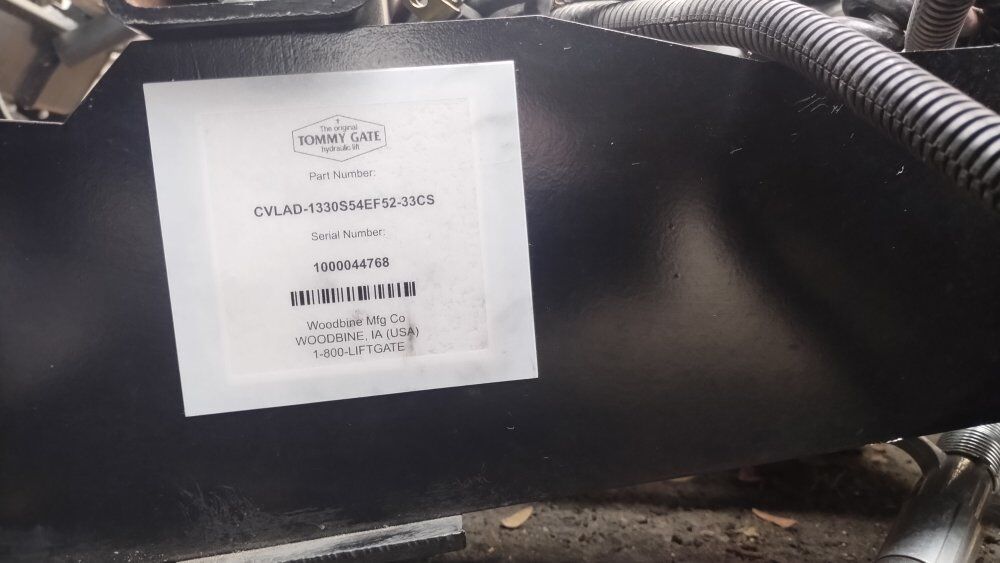 The original
TOMMY GATE
hydraulic lift
Part Number:
CVLAD-1330S54EF52-33CS
Serial Number:
1000044768
Woodbine Mfg Co
WOODBINE, IA (USA)
1-800-LIFTGATE